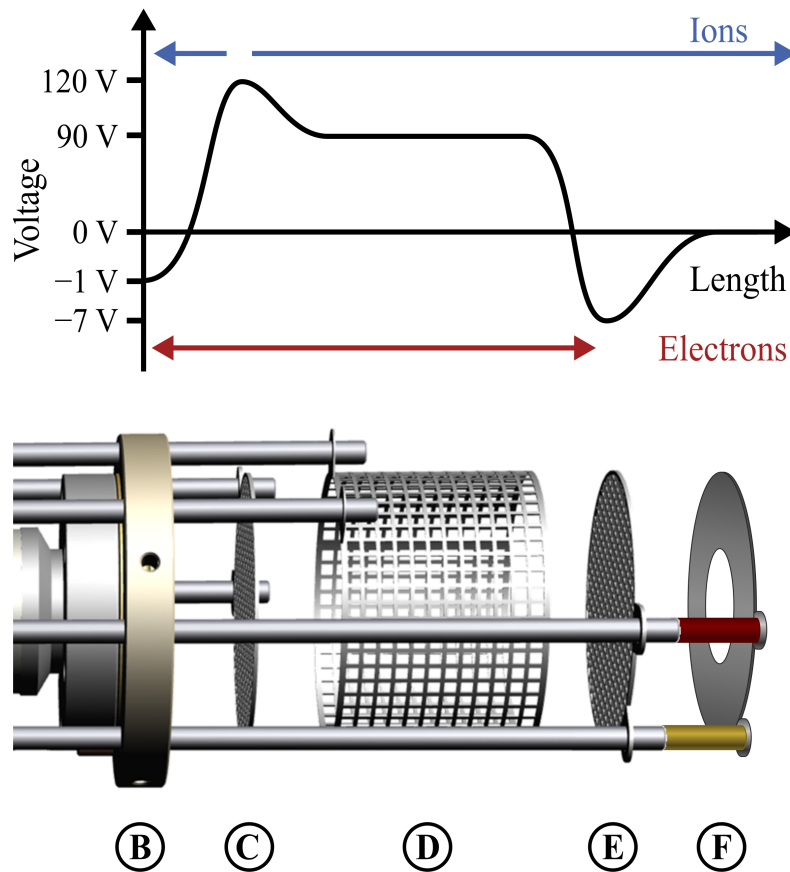 Ions
120 V
90 V
Voltage
0 V
Length
−1 V
−7 V
Electrons
B C D E F